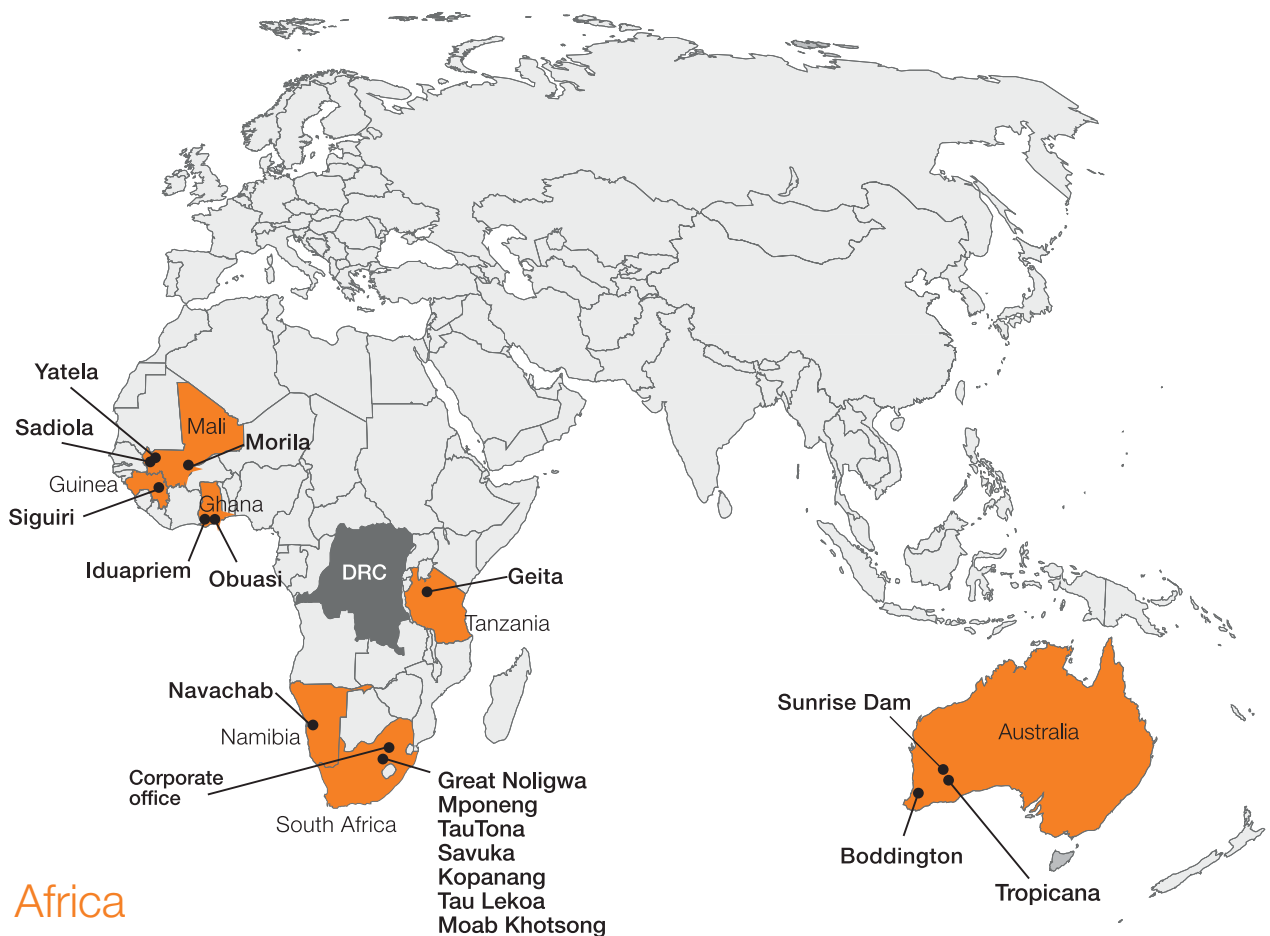 Yatela
Mali
Sadiola
Morila
Guinea
Ghana
Siguiri
Iduapriem
Obuasi
DRC
Geita
Tanzania
Navachab
Namibia
Corporate
office
South Africa
Great Noligwa
Mponeng
TauTona
Savuka
Kopanang
Tau Lekoa
Moab Khotsong
Sunrise Dam
Australia
Boddington
Tropicana
Africa